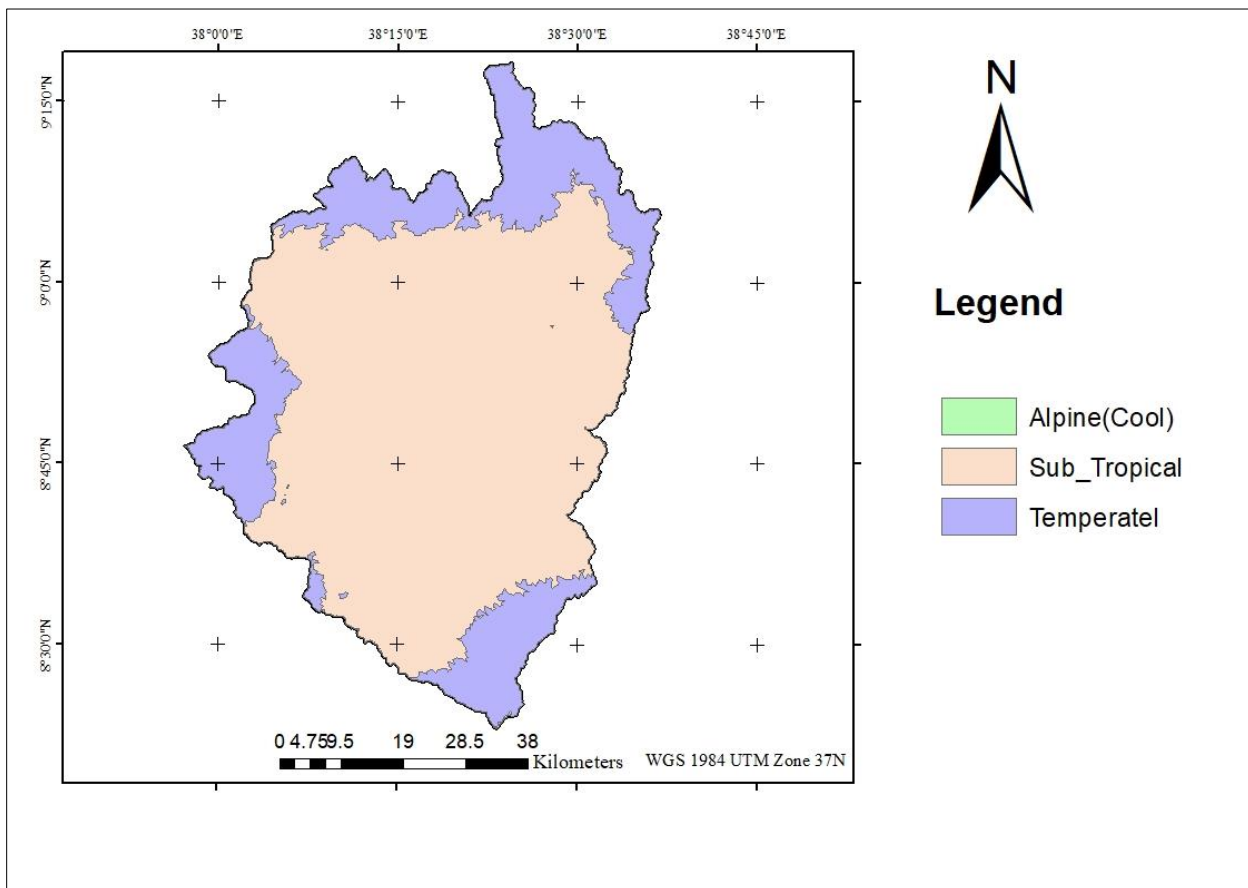 38°0'0"E 38°15'0"E 38°30'0"E 38°45'0"E
9°15'0"N
9°0'0"N
8°45'0"N
8°30'0"N
N
Legend
Alpine(Cool)
Sub_Tropical
Temperatel
0 4.75 9.5 19 28.5 38
Kilometers
WGS 1984 UTM Zone 37N